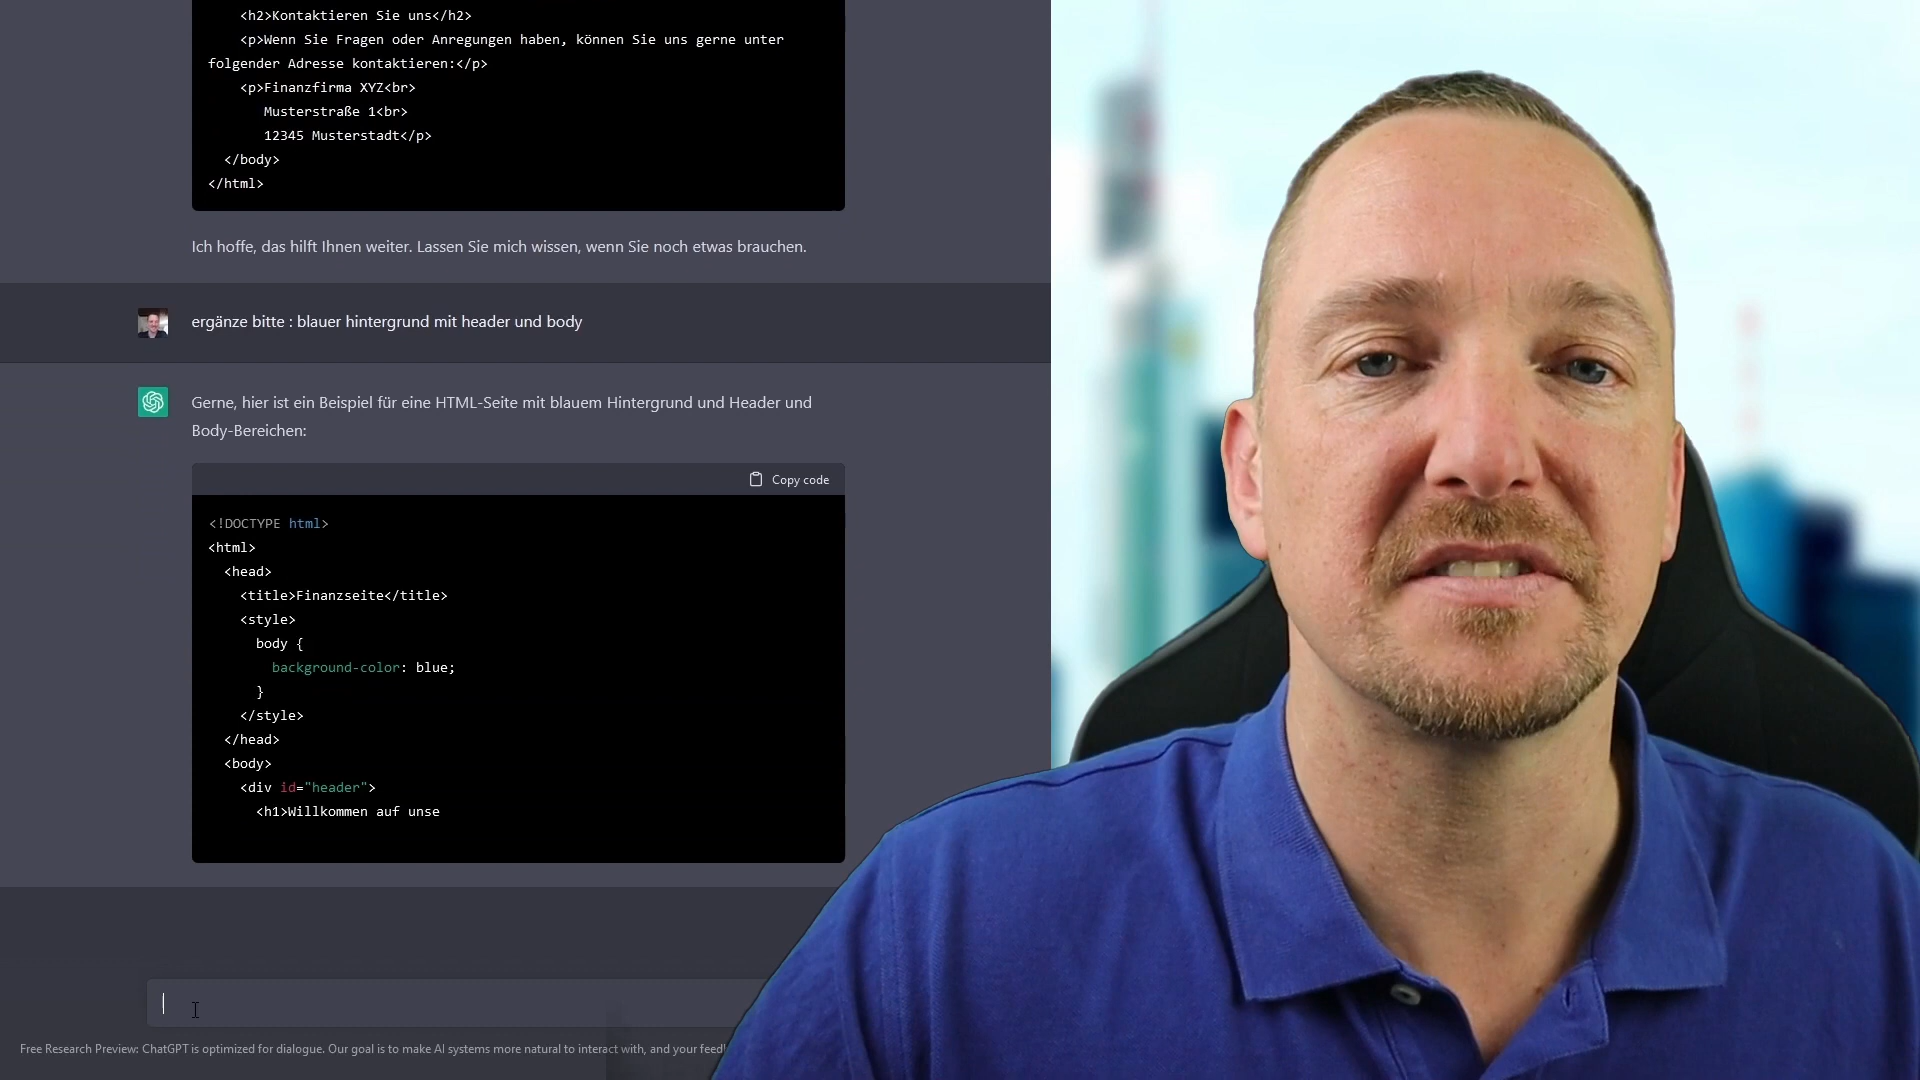 <h2>Kontaktieren Sie uns</h2>
<p>Wenn Sie Fragen oder Anregungen haben, können Sie uns gerne unter
folgender Adresse kontaktieren:</p>
<p>Finanzfirma XYZ<br>
Musterstraße 1<br>
12345 Musterstadt</p>
</body>
</html>
Ich hoffe, das hilft Ihnen weiter. Lassen Sie mich wissen, wenn Sie noch etwas brauchen.
ergänze bitte : blauer hintergrund mit header und body
Gerne, hier ist ein Beispiel für eine HTML-Seite mit blauem Hintergrund und Header und
Body-Bereichen:
Copy code
<!DOCTYPE html>
<html>
<head>
<title>Finanzseite</title>
<style>
body {
background-color: blue;
}
</style>
</head>
<body>
<div id="header">
<h1>Willkommen auf unse
Free Research Preview: ChatGPT is optimized for dialogue. Our goal is to make AI systems more natural to interact with, and your feed